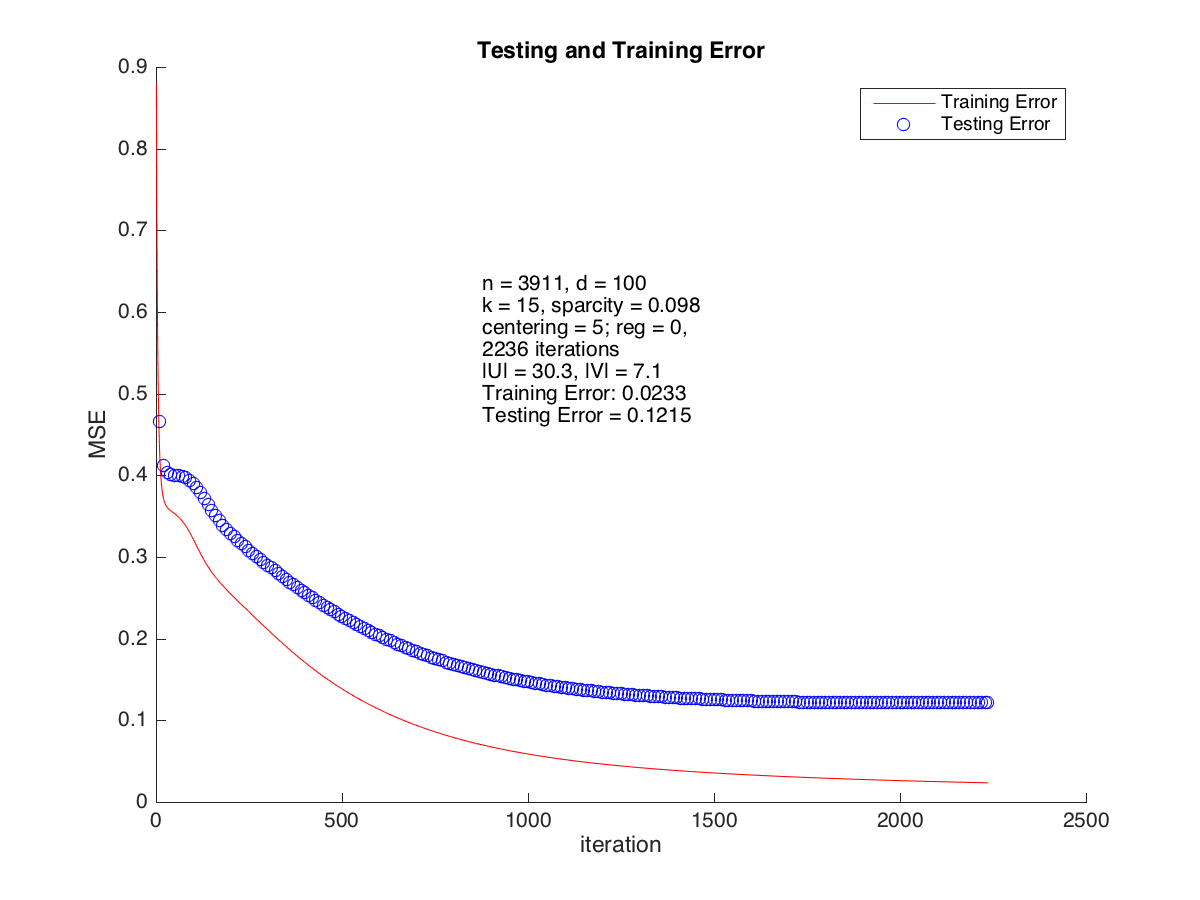 Testing and Training Error
0.9
0.8
0.7
0.6
0.5
0.4
0.3
0.2
0.1
0
MSE
Training Error
Testing Error
n = 3911, d = 100
k = 15, sparcity = 0.098
centering = 5; reg = 0,
2236 iterations
|U| = 30.3, |V| = 7.1
Training Error: 0.0233
Testing Error = 0.1215
0 500 1000 1500 2000 2500
iteration